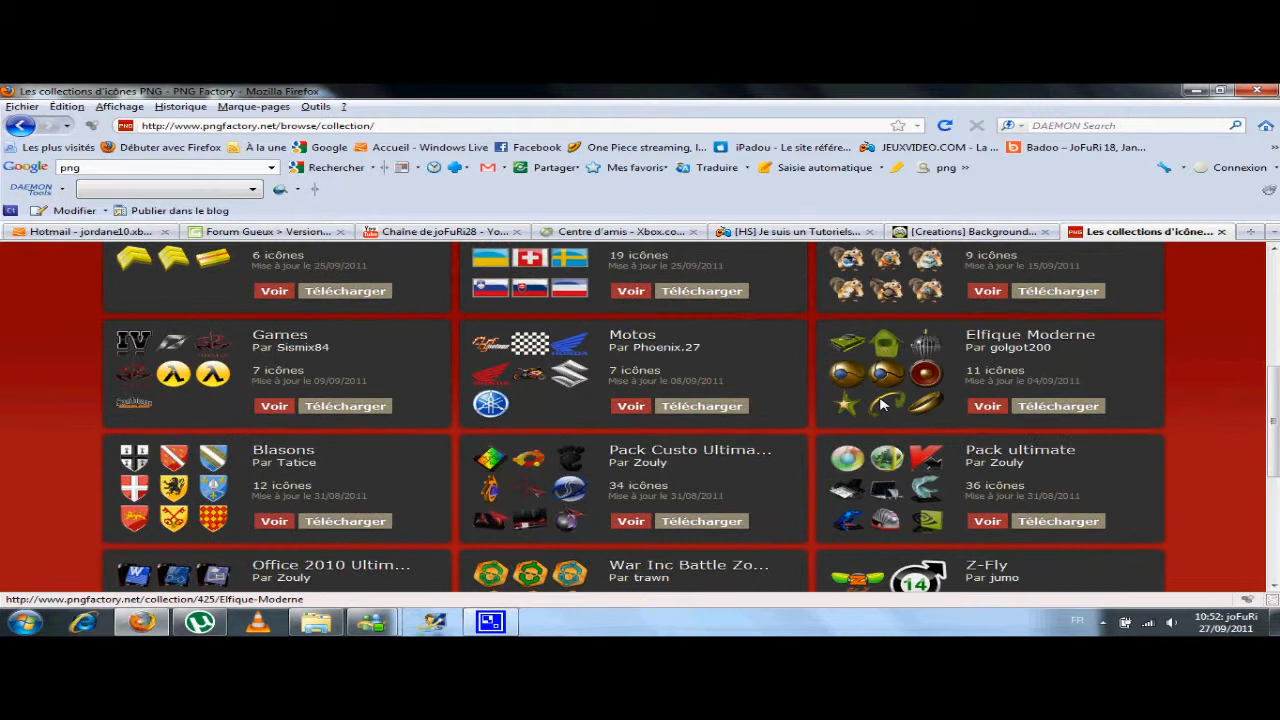 Les collections d'icônes PNG - PNG Factory - Mozilla Firefox
Fichier Édition Affichage Historique Marque-pages Outils ?
PNG http://www.pngfactory.net/browse/collection/ DAEMON Search
Les plus visités Débuter avec Firefox À la une Google Accueil - Windows Live Facebook One Piece streaming, l... iPadou - Le site référe... JEUXVIDEO.COM - La ... Badoo - JoFuRi 18, Jan...
Google png Rechercher Partager Mes favoris Traduire Saisie automatique png » Connexion
DAEMON Tools
Modifier Publier dans le blog
Hotmail - jordane10.xb... Forum Gueux > Version... Chaîne de joFuRi28 - Yo... Centre d'amis - Xbox.co... [HS] Je suis un Tutoriels... [Creations] Background... Les collections d'icône...
6 icônes 19 icônes 9 icônes
Mise à jour le 25/09/2011 Mise à jour le 25/09/2011 Mise à jour le 15/09/2011
Voir Télécharger Voir Télécharger Voir Télécharger
Games Motos Elfique Moderne
Par Sismix84 Par Phoenix.27 Par golgot200
7 icônes 7 icônes 11 icônes
Mise à jour le 09/09/2011 Mise à jour le 08/09/2011 Mise à jour le 04/09/2011
Voir Télécharger Voir Télécharger Voir Télécharger
Blasons Pack Custo Ultima... Pack ultimate
Par Tatice Par Zouly Par Zouly
12 icônes 34 icônes 36 icônes
Mise à jour le 31/08/2011 Mise à jour le 31/08/2011 Mise à jour le 31/08/2011
Voir Télécharger Voir Télécharger Voir Télécharger
Office 2010 Ultim... War Inc Battle Zo... Z-Fly
Par Zouly Par trawn Par jumo
14
http://www.pngfactory.net/collection/425/Elfique-Moderne
FR 10:52: joFuRi
27/09/2011